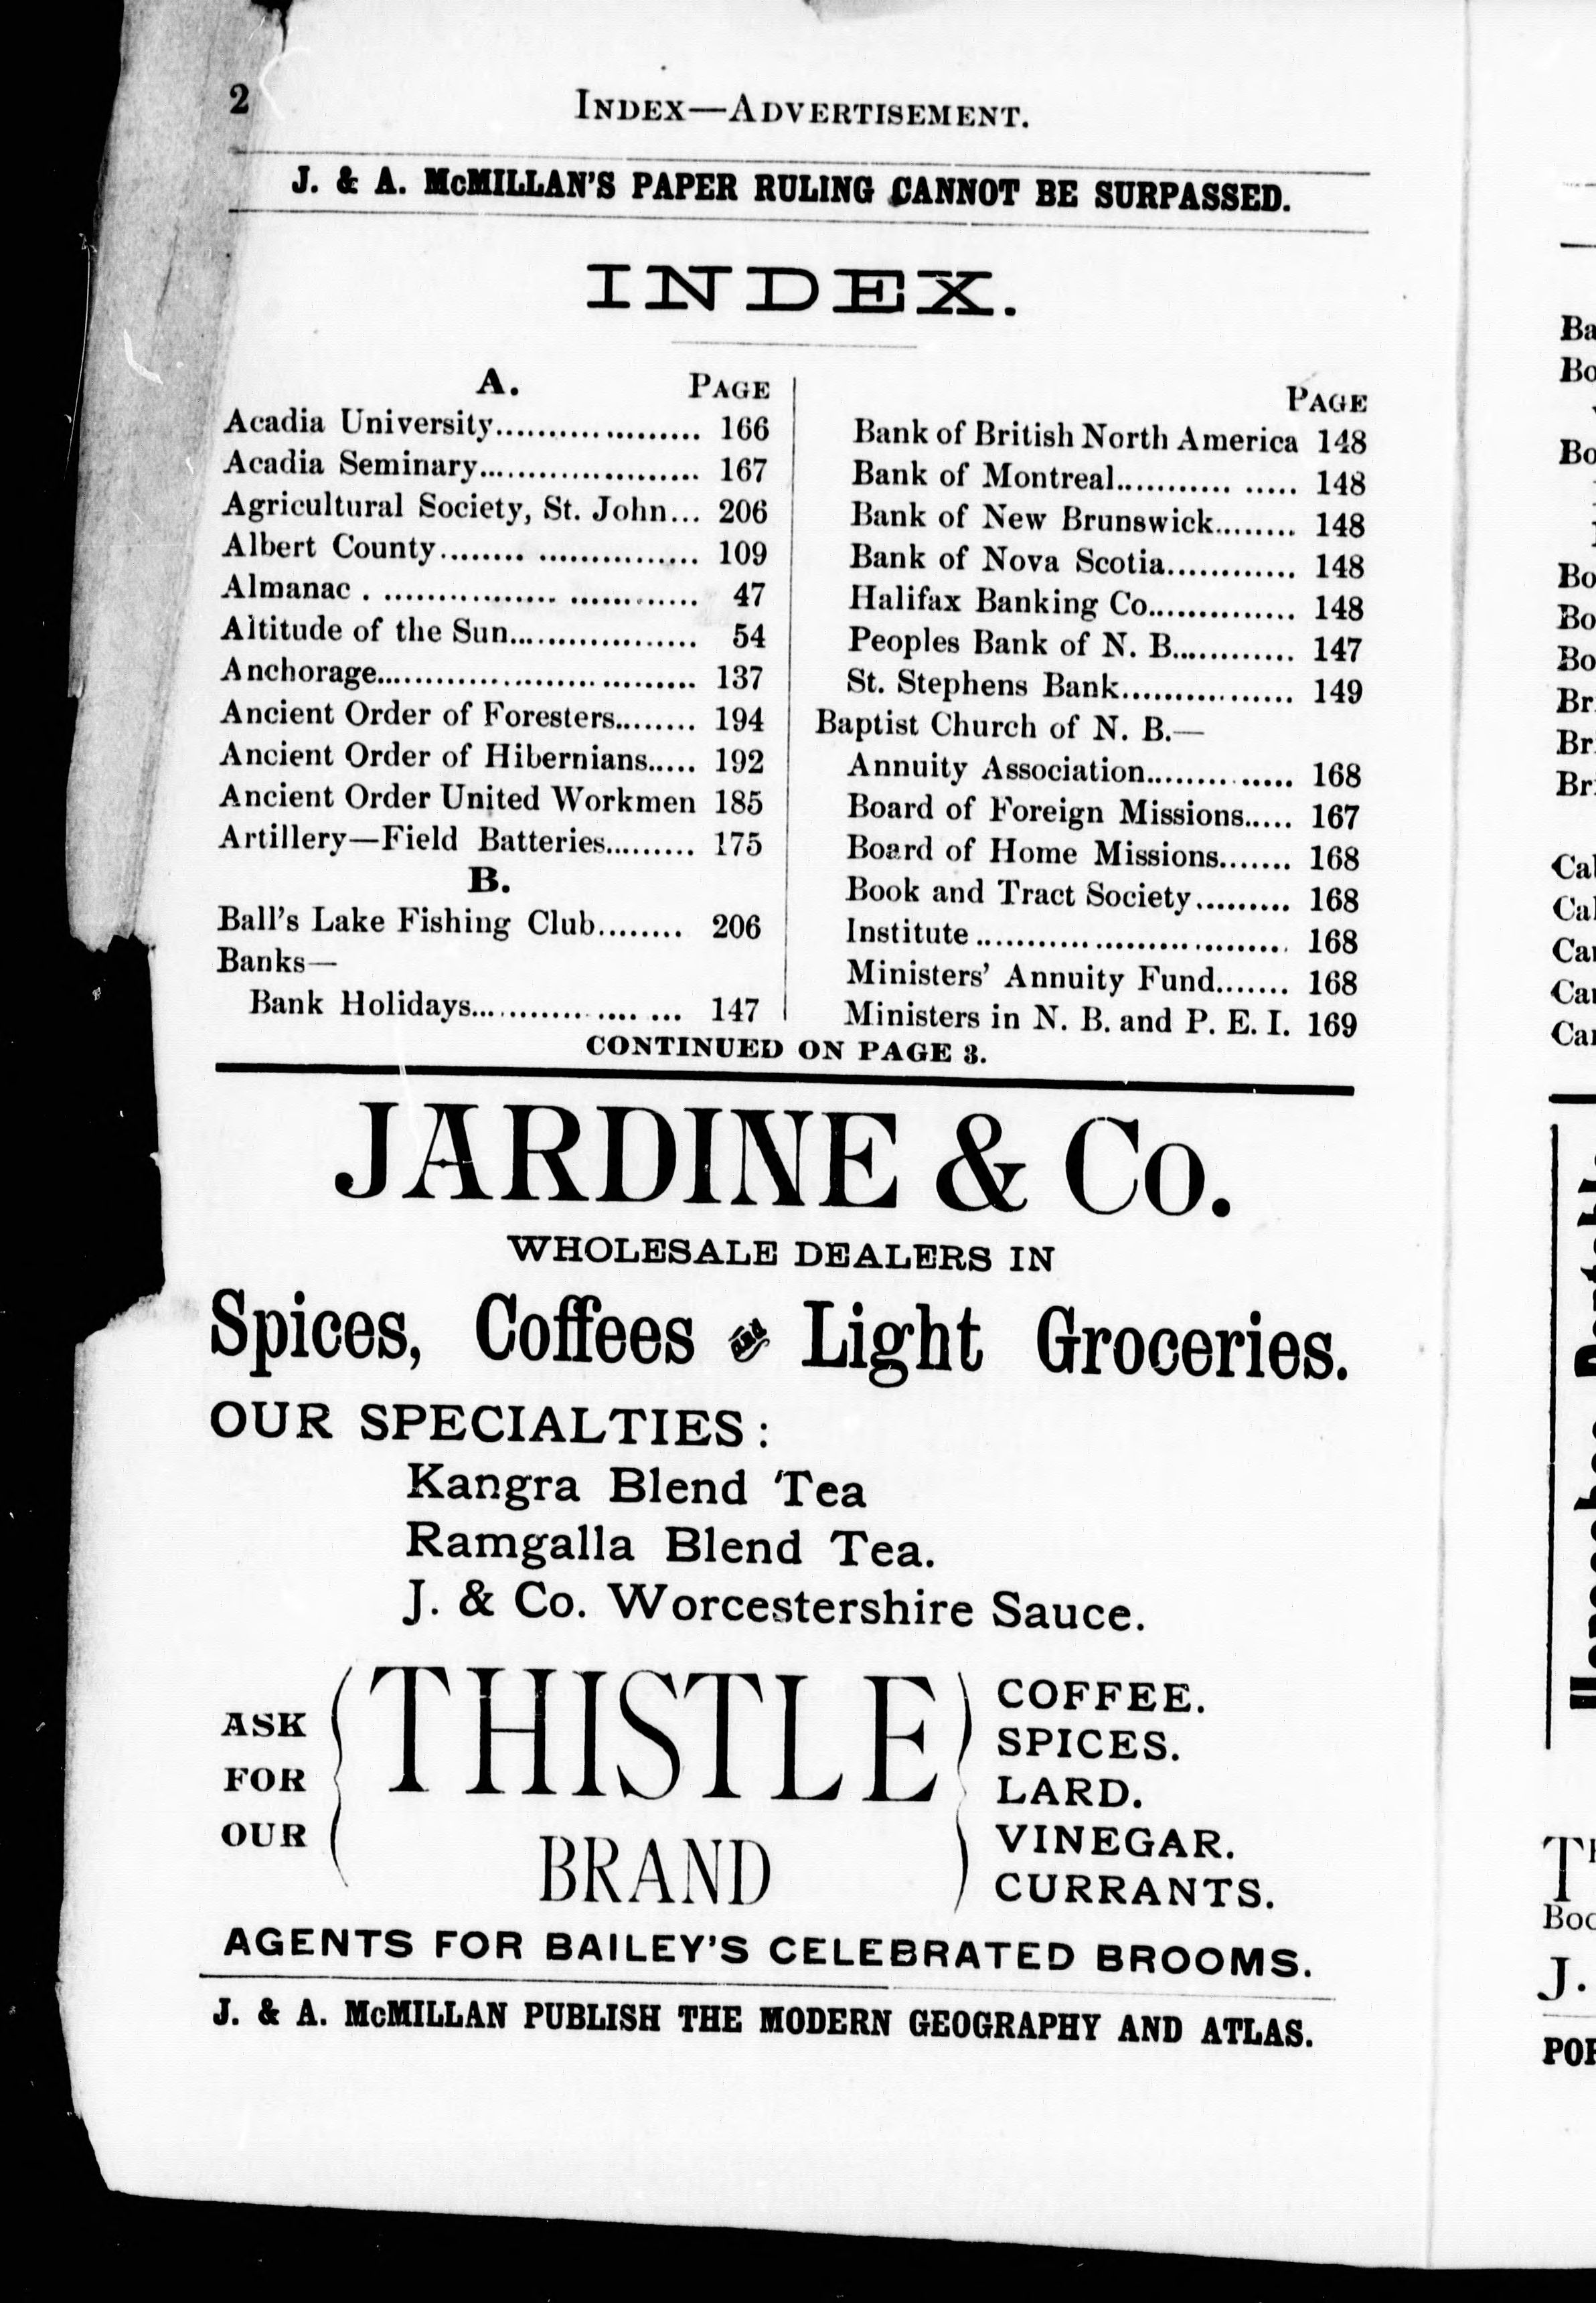 2
INDEX—ADVERTISEMENT.
J. & A. McMILLAN'S PAPER RULING CANNOT BE SURPASSED.
INDEX.
A. PAGE
Acadia University.................... 166
Acadia Seminary...................... 167
Agricultural Society, St. John... 206
Albert County........ ............... 109
Almanac . ................. ............ 47
Altitude of the Sun.................. 54
Anchorage.............................. 137
Ancient Order of Foresters........ 194
Ancient Order of Hibernians..... 192
Ancient Order United Workmen 185
Artillery—Field Batteries......... 175
B.
Ball's Lake Fishing Club........ 206
Banks—
Bank Holidays............ .... ... 147
PAGE
Bank of British North America 148
Bank of Montreal........... ..... 148
Bank of New Brunswick........ 148
Bank of Nova Scotia............ 148
Halifax Banking Co.............. 148
Peoples Bank of N. B............ 147
St. Stephens Bank................ 149
Baptist Church of N. B.—
Annuity Association......... ..... 168
Board of Foreign Missions..... 167
Board of Home Missions....... 168
Book and Tract Society......... 168
Institute .............................. 168
Ministers' Annuity Fund....... 168
Ministers in N. B. and P. E. I. 169
CONTINUED ON PAGE 3.
JARDINE & Co.
WHOLESALE DEALERS IN
Spices, Coffees and Light Groceries.
OUR SPECIALTIES:
Kangra Blend Tea
Ramgalla Blend Tea.
J. & Co. Worcestershire Sauce.
ASK
FOR
OUR
THISTLE
BRAND
COFFEE.
SPICES.
LARD.
VINEGAR.
CURRANTS.
AGENTS FOR BAILEY'S CELEBRATED BROOMS.
J. & A. McMILLAN PUBLISH THE MODERN GEOGRAPHY AND ATLAS.